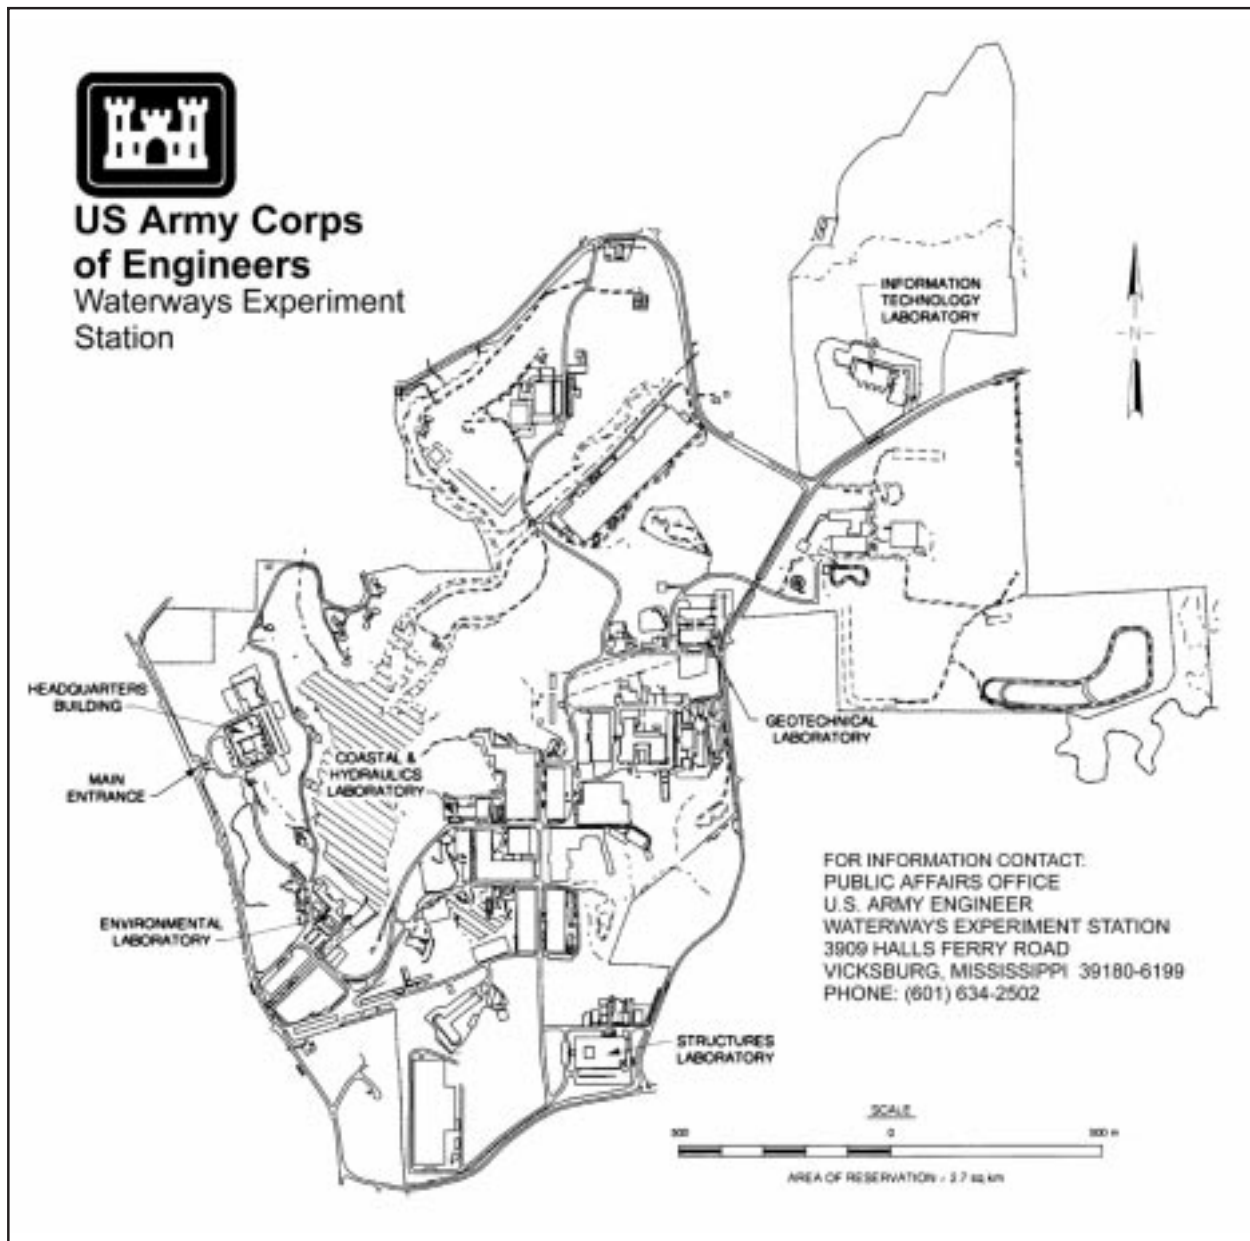 US Army Corps
of Engineers
Waterways Experiment
Station
INFORMATION
TECHNOLOGY
LABORATORY
N
HEADQUARTERS
BUILDING
MAIN
ENTRANCE
COASTAL &
HYDRAULICS
LABORATORY
GEOTECHNICAL
LABORATORY
ENVIRONMENTAL
LABORATORY
STRUCTURES
LABORATORY
FOR INFORMATION CONTACT:
PUBLIC AFFAIRS OFFICE
U.S. ARMY ENGINEER
WATERWAYS EXPERIMENT STATION
3909 HALLS FERRY ROAD
VICKSBURG, MISSISSIPPI 39180-6199
PHONE: (601) 634-2502
SCALE
0
AREA OF RESERVATION - 2.7 sq km